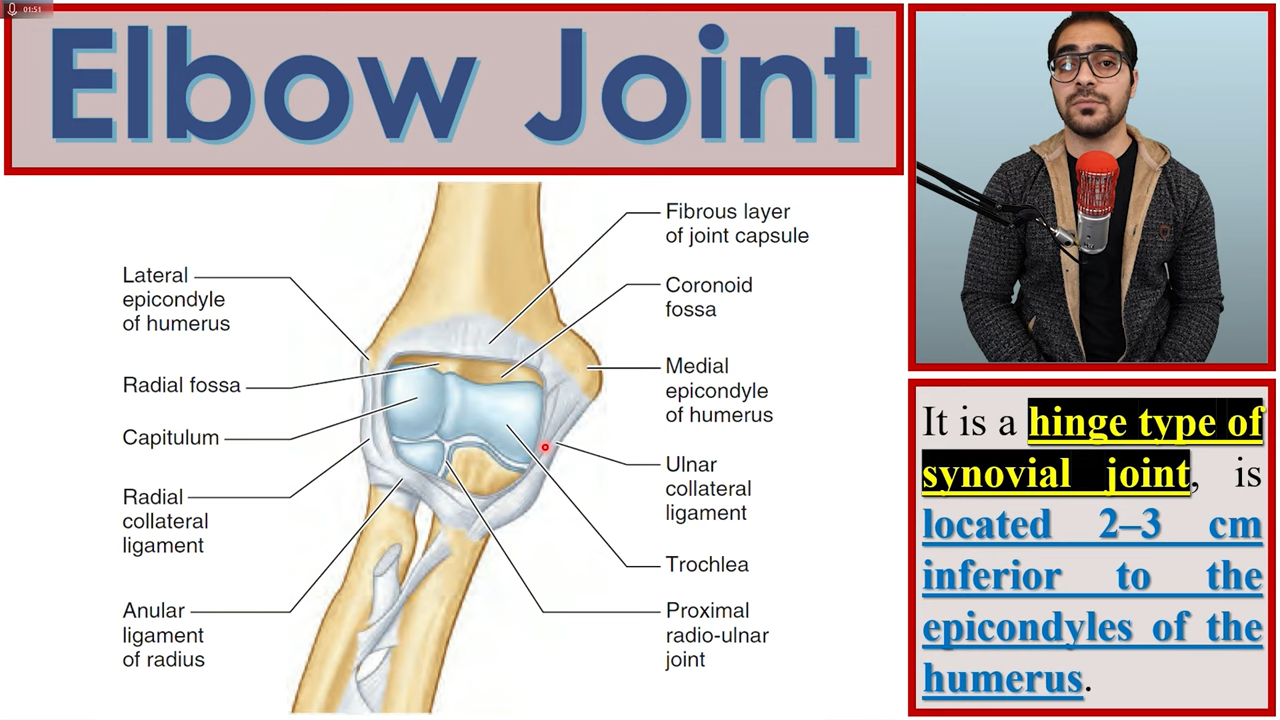 01:51
Elbow Joint
Lateral
epicondyle
of humerus
Radial fossa
Capitulum
Radial
collateral
ligament
Anular
ligament
of radius
Fibrous layer
of joint capsule
Coronoid
fossa
Medial
epicondyle
of humerus
Ulnar
collateral
ligament
Trochlea
Proximal
radio-ulnar
joint
It is a hinge type of
synovial joint, is
located 2–3 cm
inferior to the
epicondyles of the
humerus.